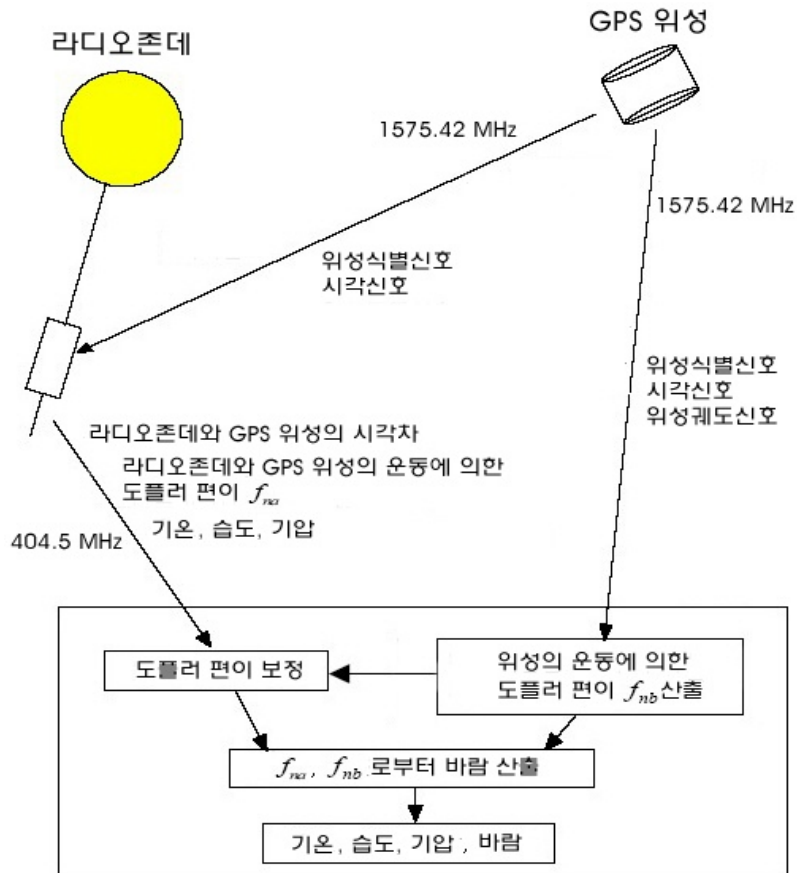 라디오존데
GPS 위성
1575.42 MHz
1575.42 MHz
위성식별신호
시각신호
위성식별신호
시각신호
위성궤도신호
라디오존데와 GPS 위성의 시각차
라디오존데와 GPS 위성의 운동에 의한
도플러 편이 fna
기온, 습도, 기압
404.5 MHz
도플러 편이 보정
위성의 운동에 의한
도플러 편이 fnb 산출
fna, fnb 로부터 바람 산출
기온, 습도, 기압, 바람